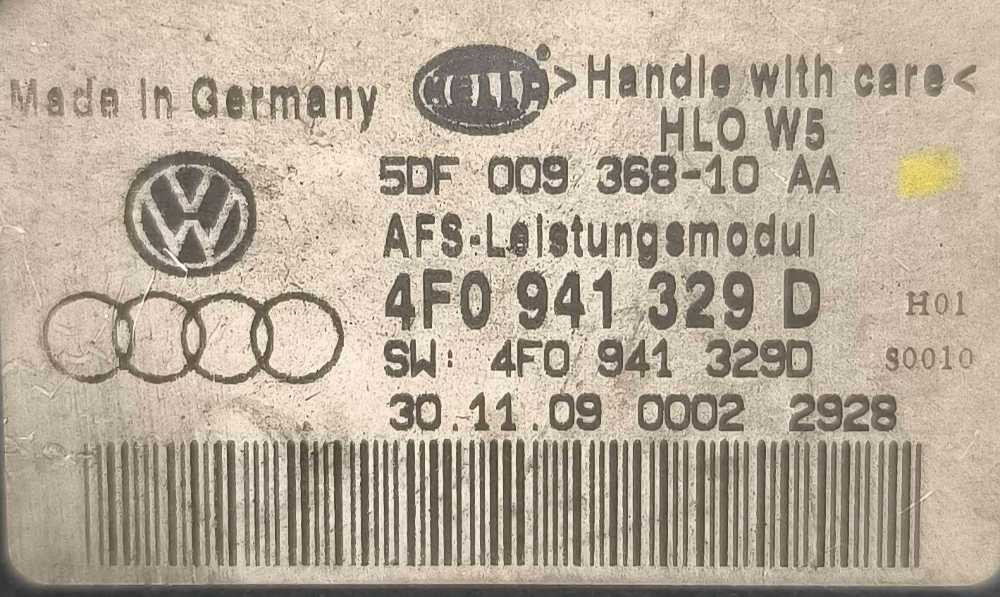 Made in Germany
HELLA
>Handle with care<
HLO W5
5DF 009 368-10 AA
AFS-Leistungsmodul
4F0 941 329 D
H01
SW: 4F0 941 329D
S0010
30.11.09 0002 2928